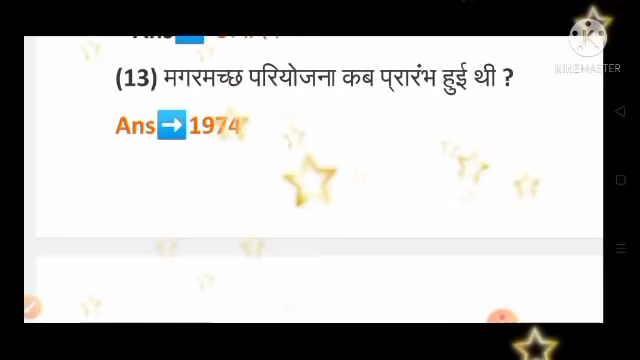 (13) मगरमच्छ परियोजना कब प्रारंभ हुई थी ?
Ans➡1974
KINEMASTER